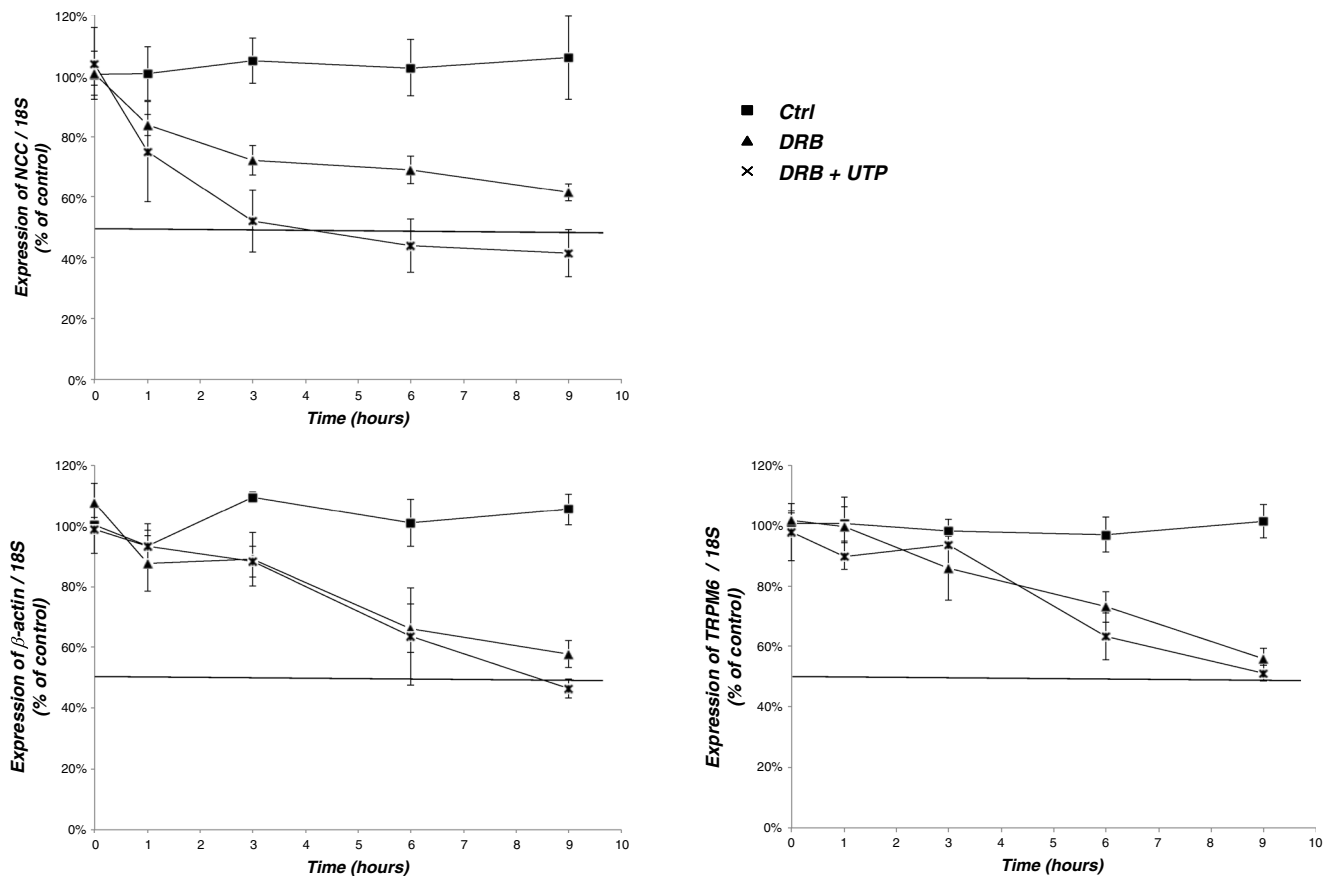 120%
100%
80%
60%
40%
20%
0%
Expression of NCC / 18S
(% of control)
0 1 2 3 4 5 6 7 8 9 10
Time (hours)
Ctrl
DRB
DRB + UTP
120%
100%
80%
60%
40%
20%
0%
Expression of β-actin / 18S
(% of control)
0 1 2 3 4 5 6 7 8 9 10
Time (hours)
120%
100%
80%
60%
40%
20%
0%
Expression of TRPM6 / 18S
(% of control)
0 1 2 3 4 5 6 7 8 9 10
Time (hours)